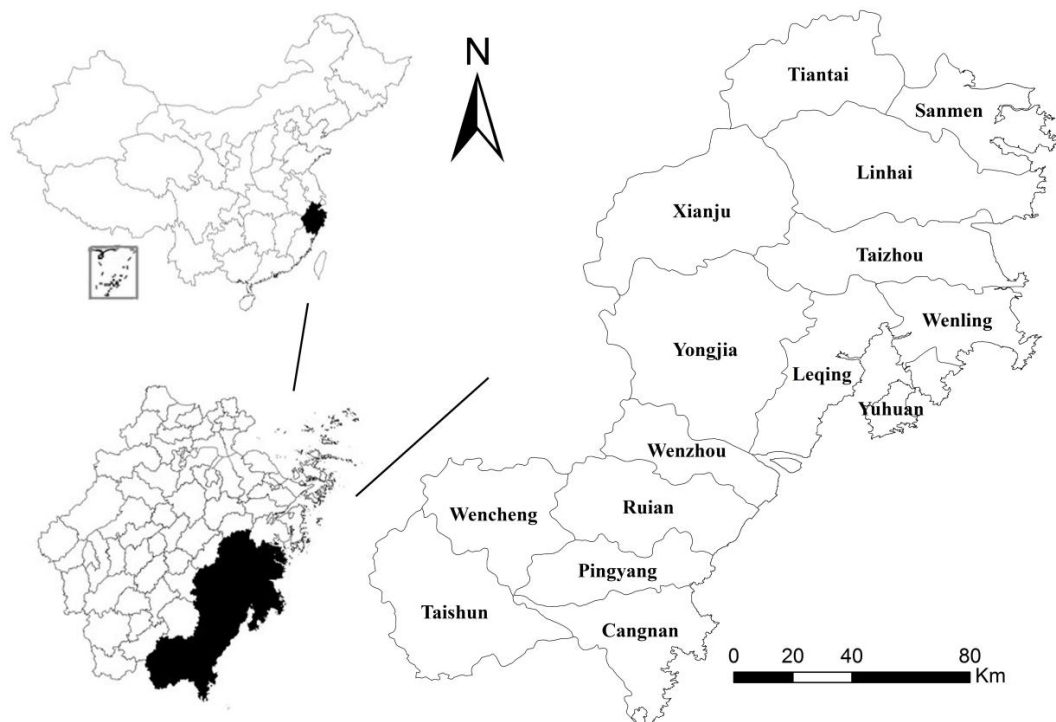 N
Tiantai
Sanmen
Linhai
Xianju
Taizhou
Wenling
Yongjia
Leqing
Yuhuan
Wenzhou
Wencheng
Ruian
Pingyang
Taishun
Cangnan
0 20 40 80
Km